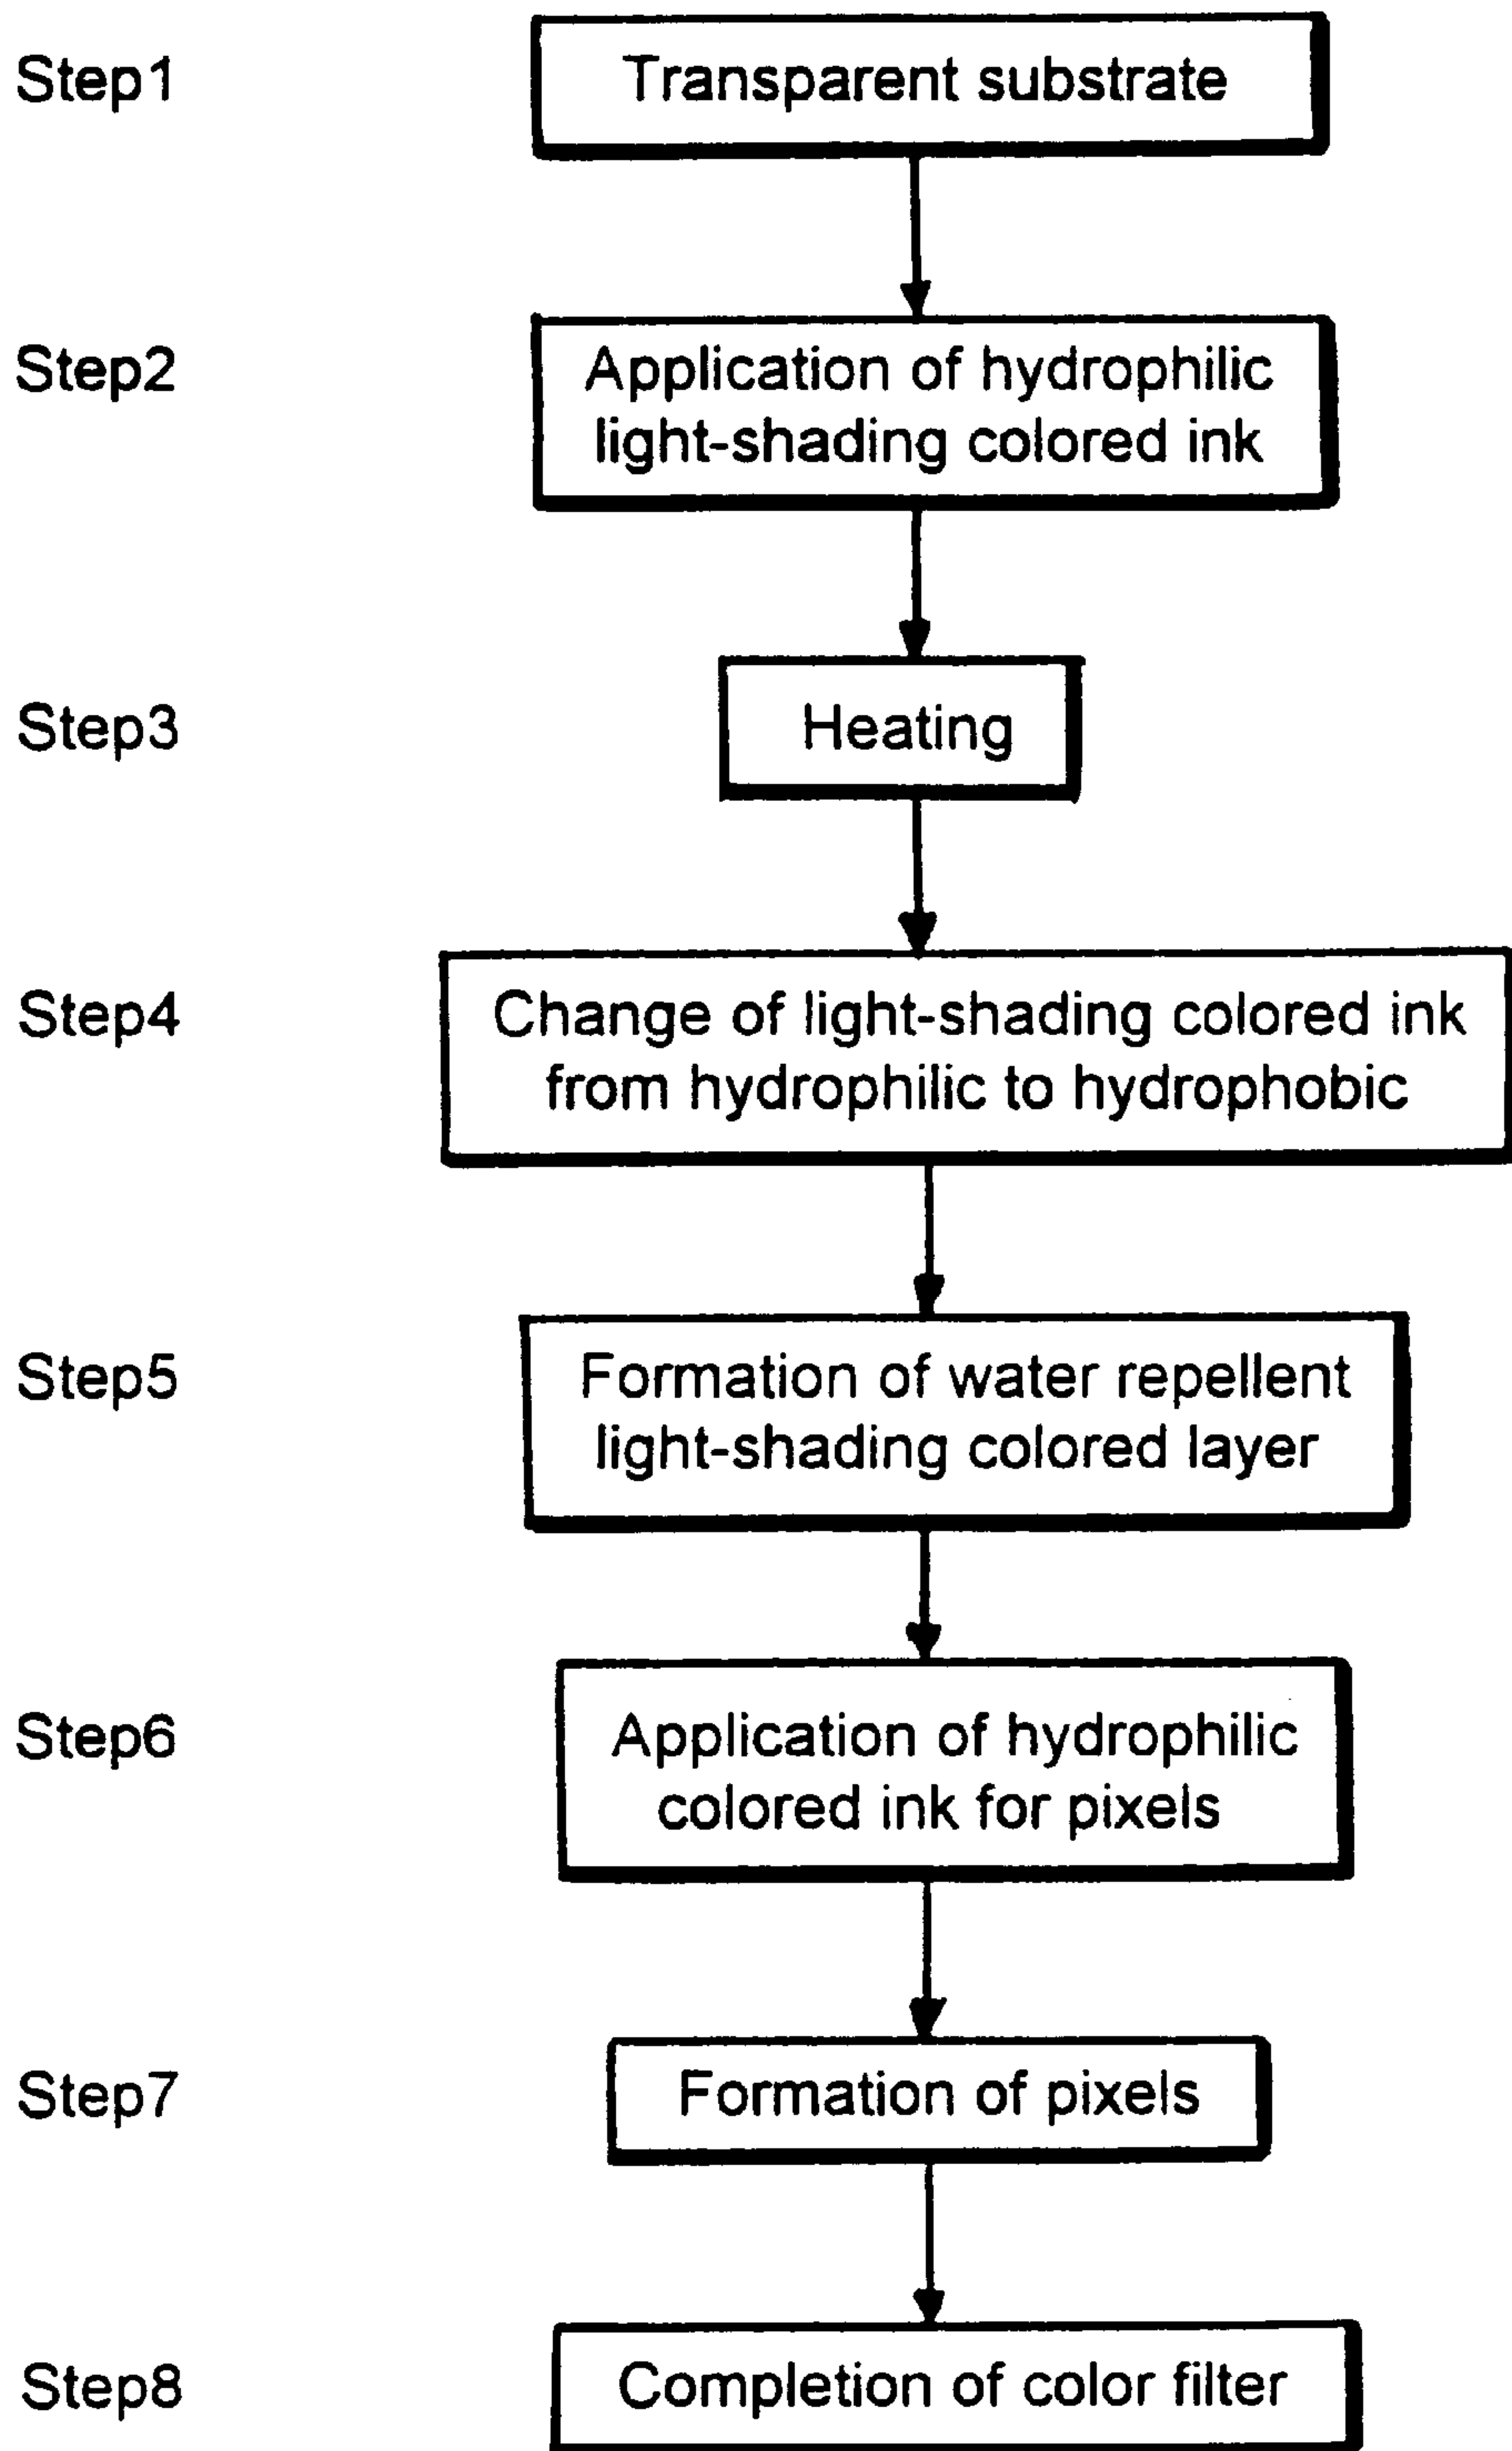 Step1
Transparent substrate
Step2
Application of hydrophilic
light-shading colored ink
Step3
Heating
Step4
Change of light-shading colored ink
from hydrophilic to hydrophobic
Step5
Formation of water repellent
light-shading colored layer
Step6
Application of hydrophilic
colored ink for pixels
Step7
Formation of pixels
Step8
Completion of color filter